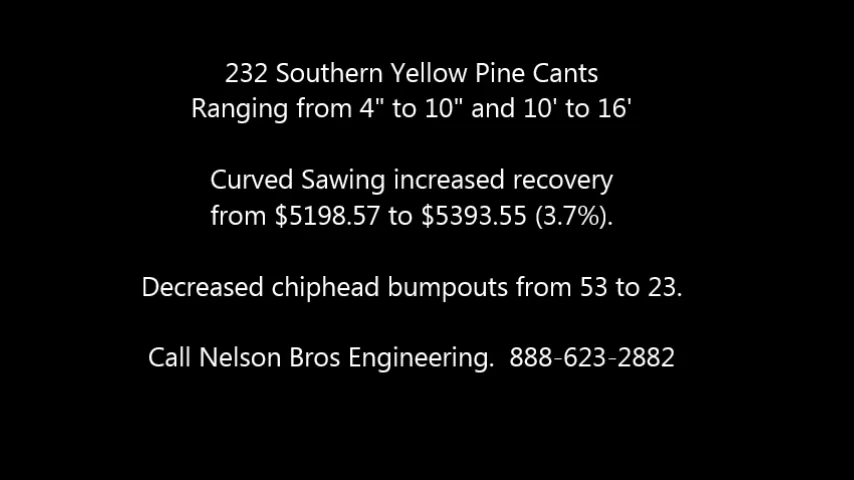 232 Southern Yellow Pine Cants
Ranging from 4" to 10" and 10' to 16'
Curved Sawing increased recovery
from $5198.57 to $5393.55 (3.7%).
Decreased chiphead bumpouts from 53 to 23.
Call Nelson Bros Engineering.  888-623-2882